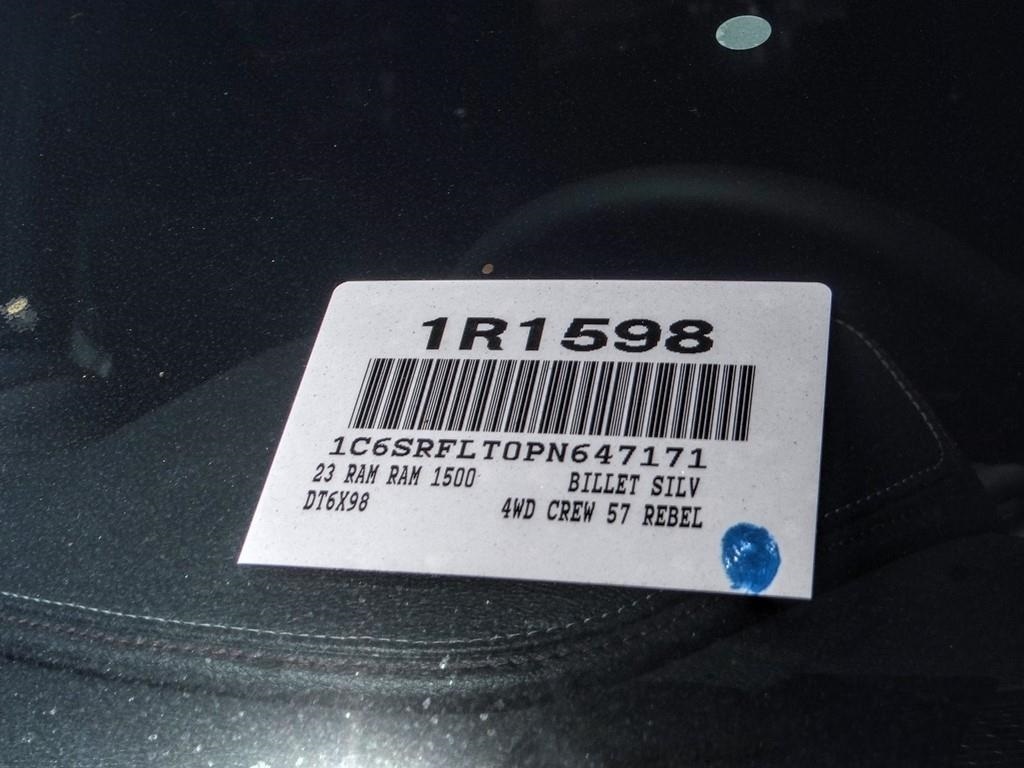 1R1598
1C6SRFLT0PN647171
23 RAM RAM 1500 BILLET SILV
DT6X98 4WD CREW 57 REBEL